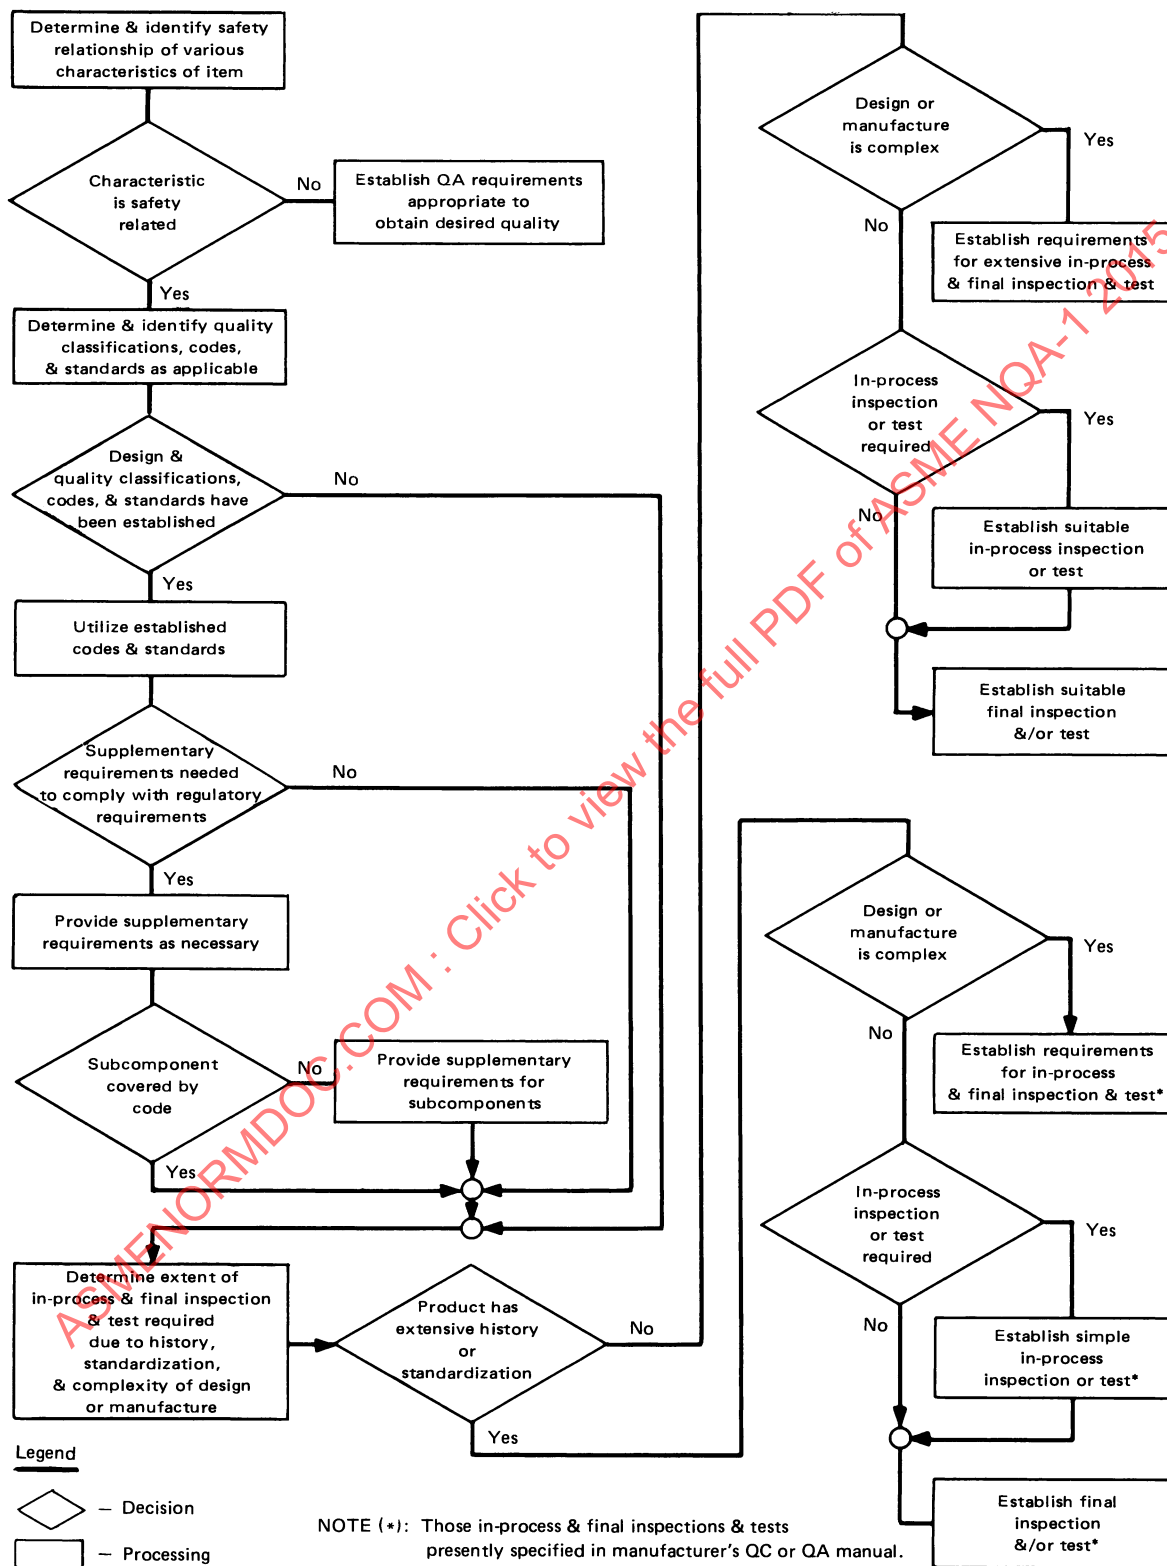 Determine & identify safety
relationship of various
characteristics of item
Characteristic
is safety
related
No
Establish QA requirements
appropriate to
obtain desired quality
Yes
Determine & identify quality
classifications, codes,
& standards as applicable
Design &
quality classifications,
codes, & standards have
been established
No
Yes
Utilize established
codes & standards
Supplementary
requirements needed
to comply with regulatory
requirements
No
Yes
Provide supplementary
requirements as necessary
Subcomponent
covered by
code
No
Provide supplementary
requirements for
subcomponents
Yes
Determine extent of
in-process & final inspection
& test required
due to history,
standardization,
& complexity of design
or manufacture
Product has
extensive history
or
standardization
No
Yes
Design or
manufacture
is complex
Yes
No
Establish requirements
for extensive in-process
& final inspection & test
In-process
inspection
or test
required
Yes
No
Establish suitable
in-process inspection
or test
Establish suitable
final inspection
&/or test
Design or
manufacture
is complex
Yes
No
Establish requirements
for in-process
& final inspection & test*
In-process
inspection
or test
required
Yes
No
Establish simple
in-process
inspection or test*
Establish final
inspection
&/or test*
Legend
— Decision
— Processing
NOTE (*): Those in-process & final inspections & tests
presently specified in manufacturer's QC or QA manual.
ASMENORMDOC.COM : Click to view the full PDF of ASME NQA-1 2015